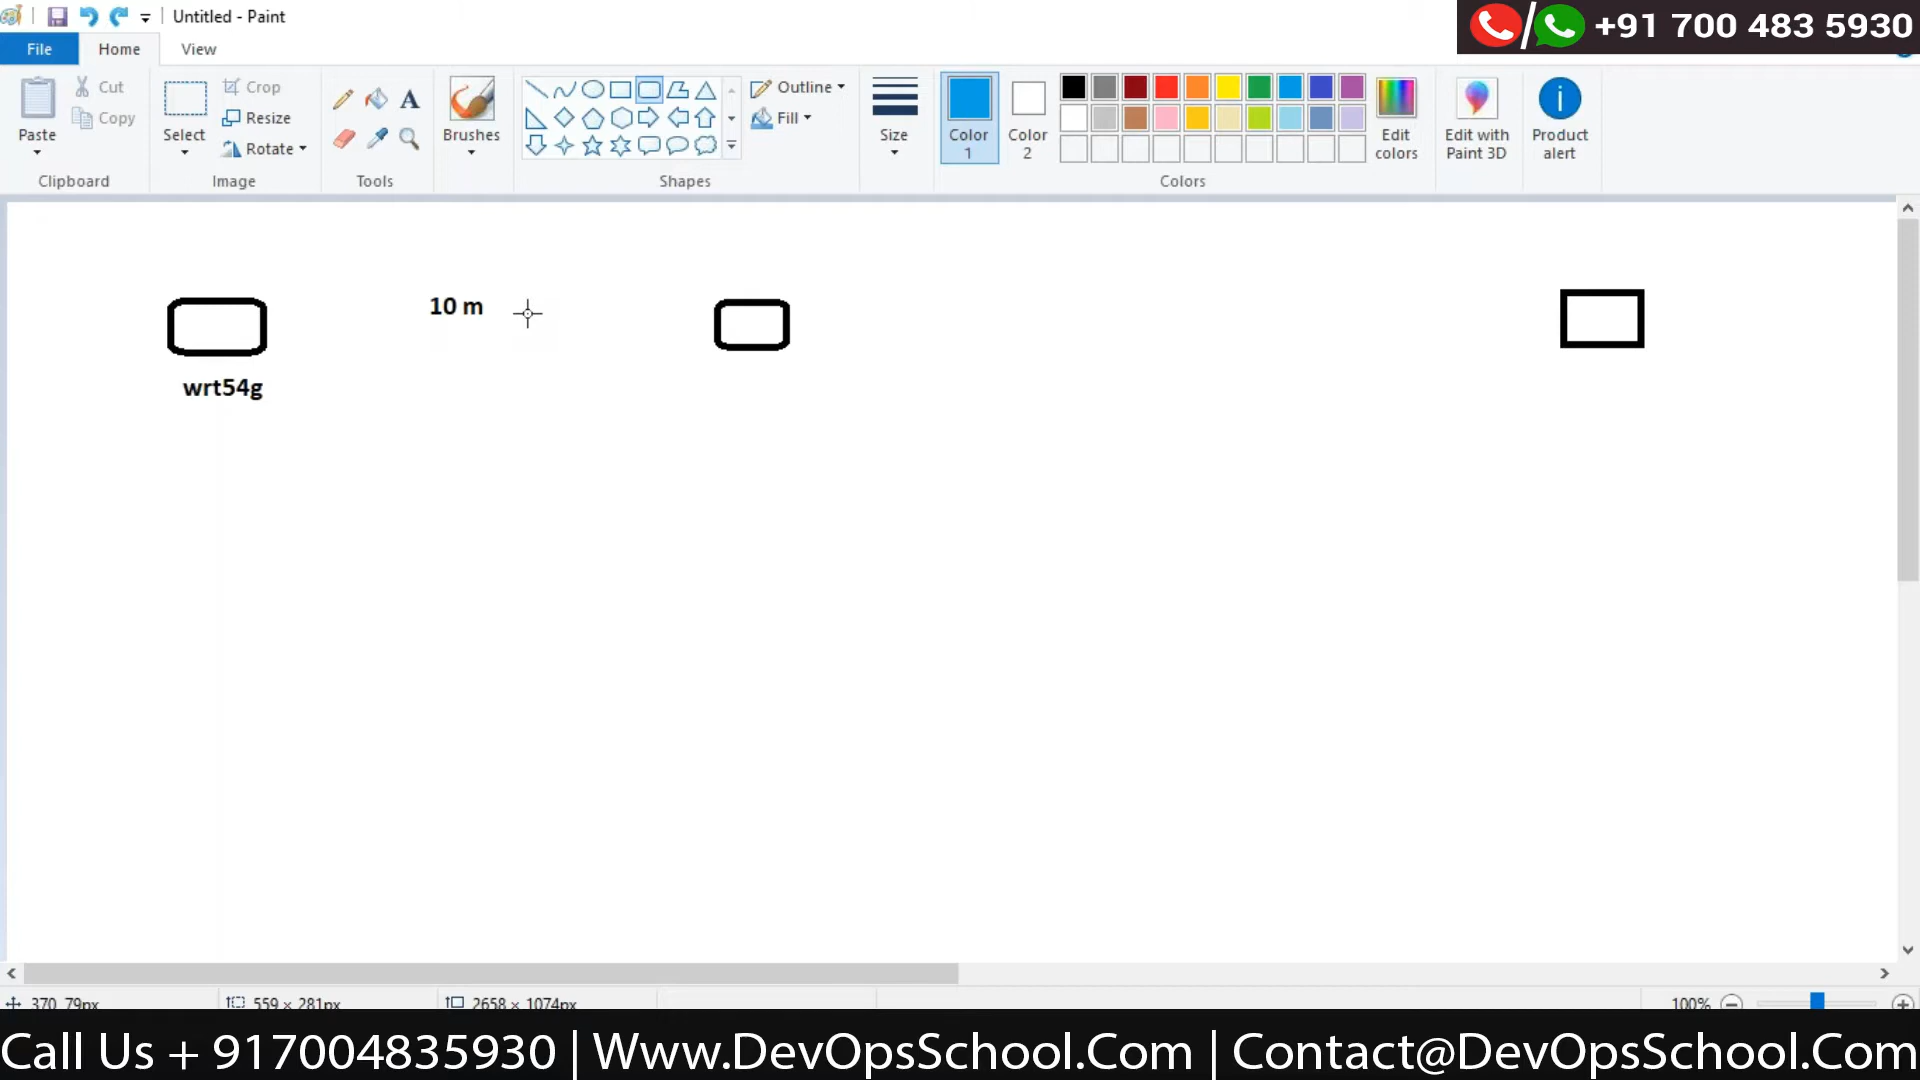 Untitled - Paint
+91 700 483 5930
File Home View
Cut
Copy
Paste
Clipboard
Crop
Resize
Rotate
Select
Image
A
Tools
Brushes
Outline
Fill
Shapes
Size
Color 1
Color 2
Edit colors
Colors
Edit with Paint 3D
Product alert
10 m
wrt54g
370, 79px
559 × 281px
2658 × 1074px
100%
Call Us + 917004835930 | Www.DevOpsSchool.Com | Contact@DevOpsSchool.Com